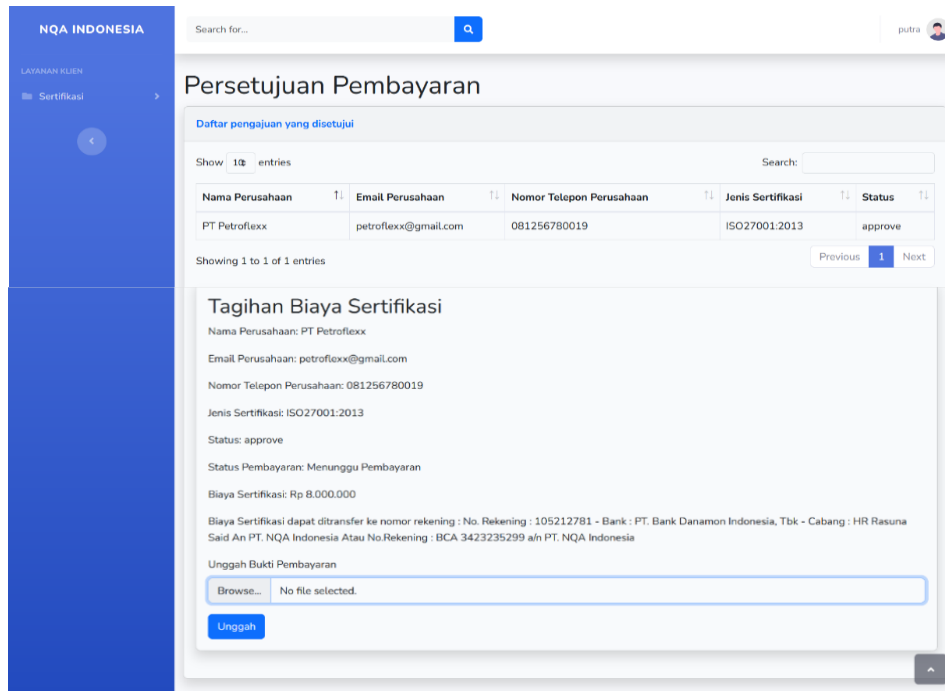 NQA INDONESIA
Search for...
putra
LAYANAN KLIEN
Sertifikasi
Persetujuan Pembayaran
Daftar pengajuan yang disetujui
Show 10 entries
Search:
Nama Perusahaan Email Perusahaan Nomor Telepon Perusahaan Jenis Sertifikasi Status
PT Petroflexx petroflexx@gmail.com 081256780019 ISO27001:2013 approve
Showing 1 to 1 of 1 entries
Previous 1 Next
Tagihan Biaya Sertifikasi
Nama Perusahaan: PT Petroflexx
Email Perusahaan: petroflexx@gmail.com
Nomor Telepon Perusahaan: 081256780019
Jenis Sertifikasi: ISO27001:2013
Status: approve
Status Pembayaran: Menunggu Pembayaran
Biaya Sertifikasi: Rp 8.000.000
Biaya Sertifikasi dapat ditransfer ke nomor rekening : No. Rekening : 105212781 - Bank : PT. Bank Danamon Indonesia, Tbk - Cabang : HR Rasuna
Said An PT. NQA Indonesia Atau No.Rekening : BCA 3423235299 a/n PT. NQA Indonesia
Unggah Bukti Pembayaran
Browse... No file selected.
Unggah